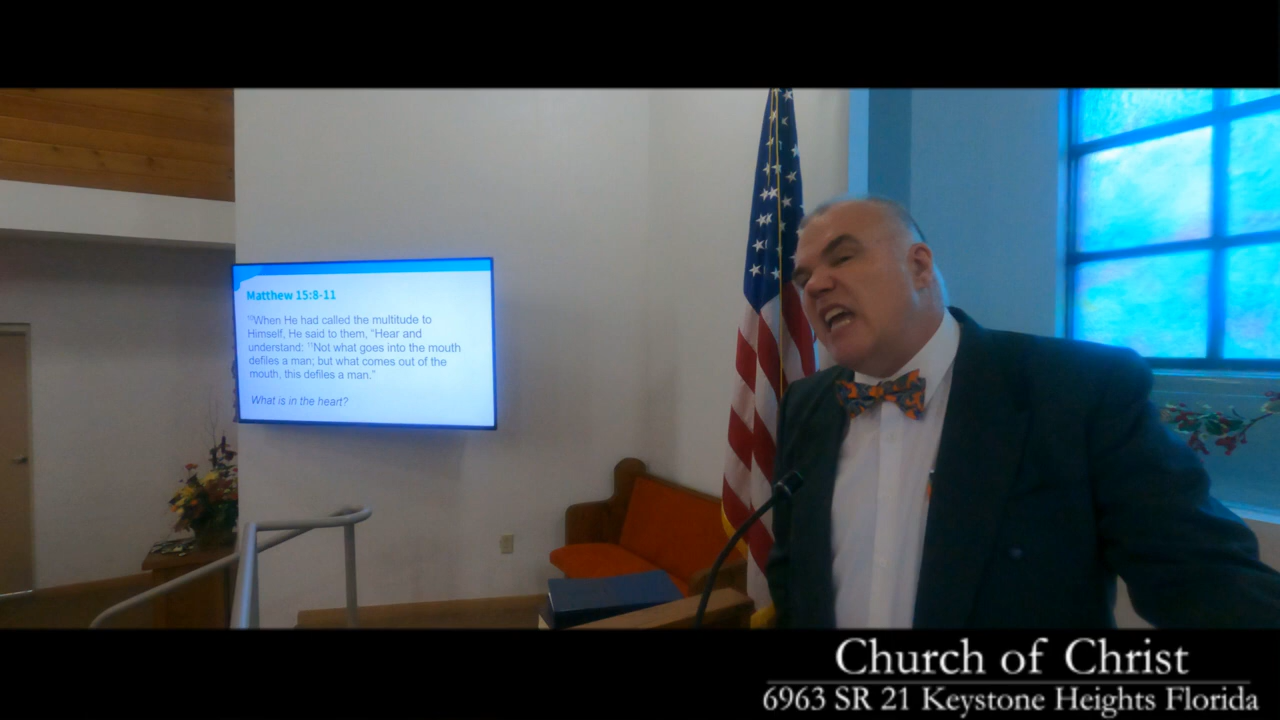 Matthew 15:8-11
¹⁰When He had called the multitude to
Himself, He said to them, “Hear and
understand: ¹¹Not what goes into the mouth
defiles a man; but what comes out of the
mouth, this defiles a man.”
What is in the heart?
Church of Christ
6963 SR 21 Keystone Heights Florida